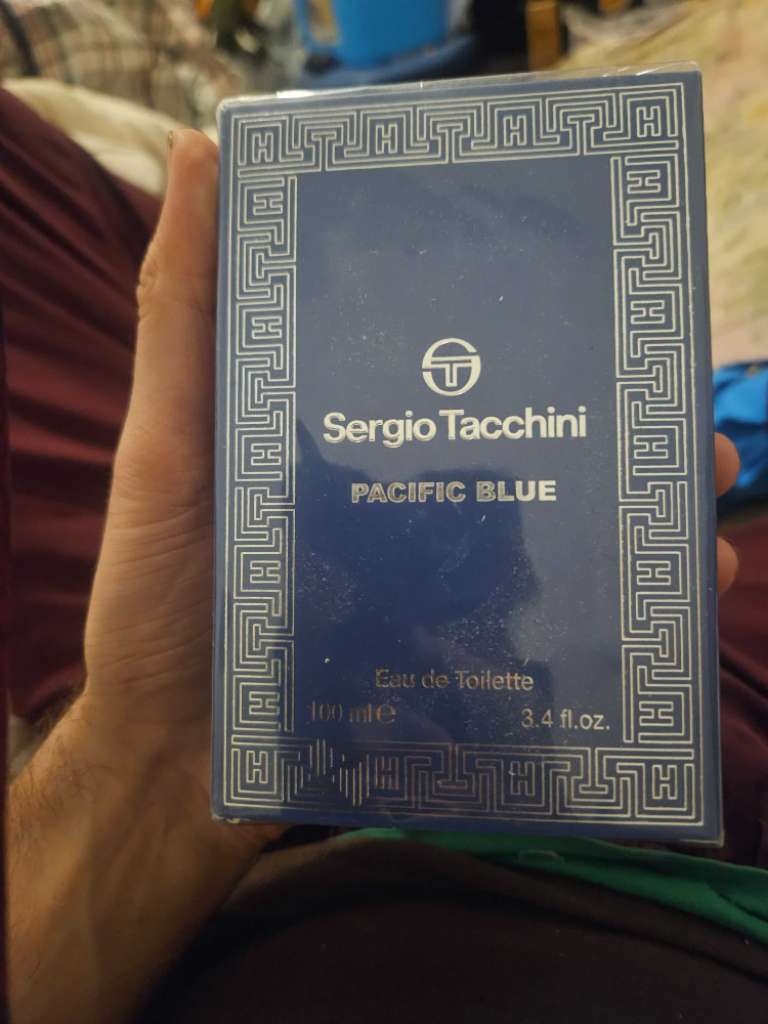 Sergio Tacchini
PACIFIC BLUE
Eau de Toilette
100 ml e 3.4 fl.oz.